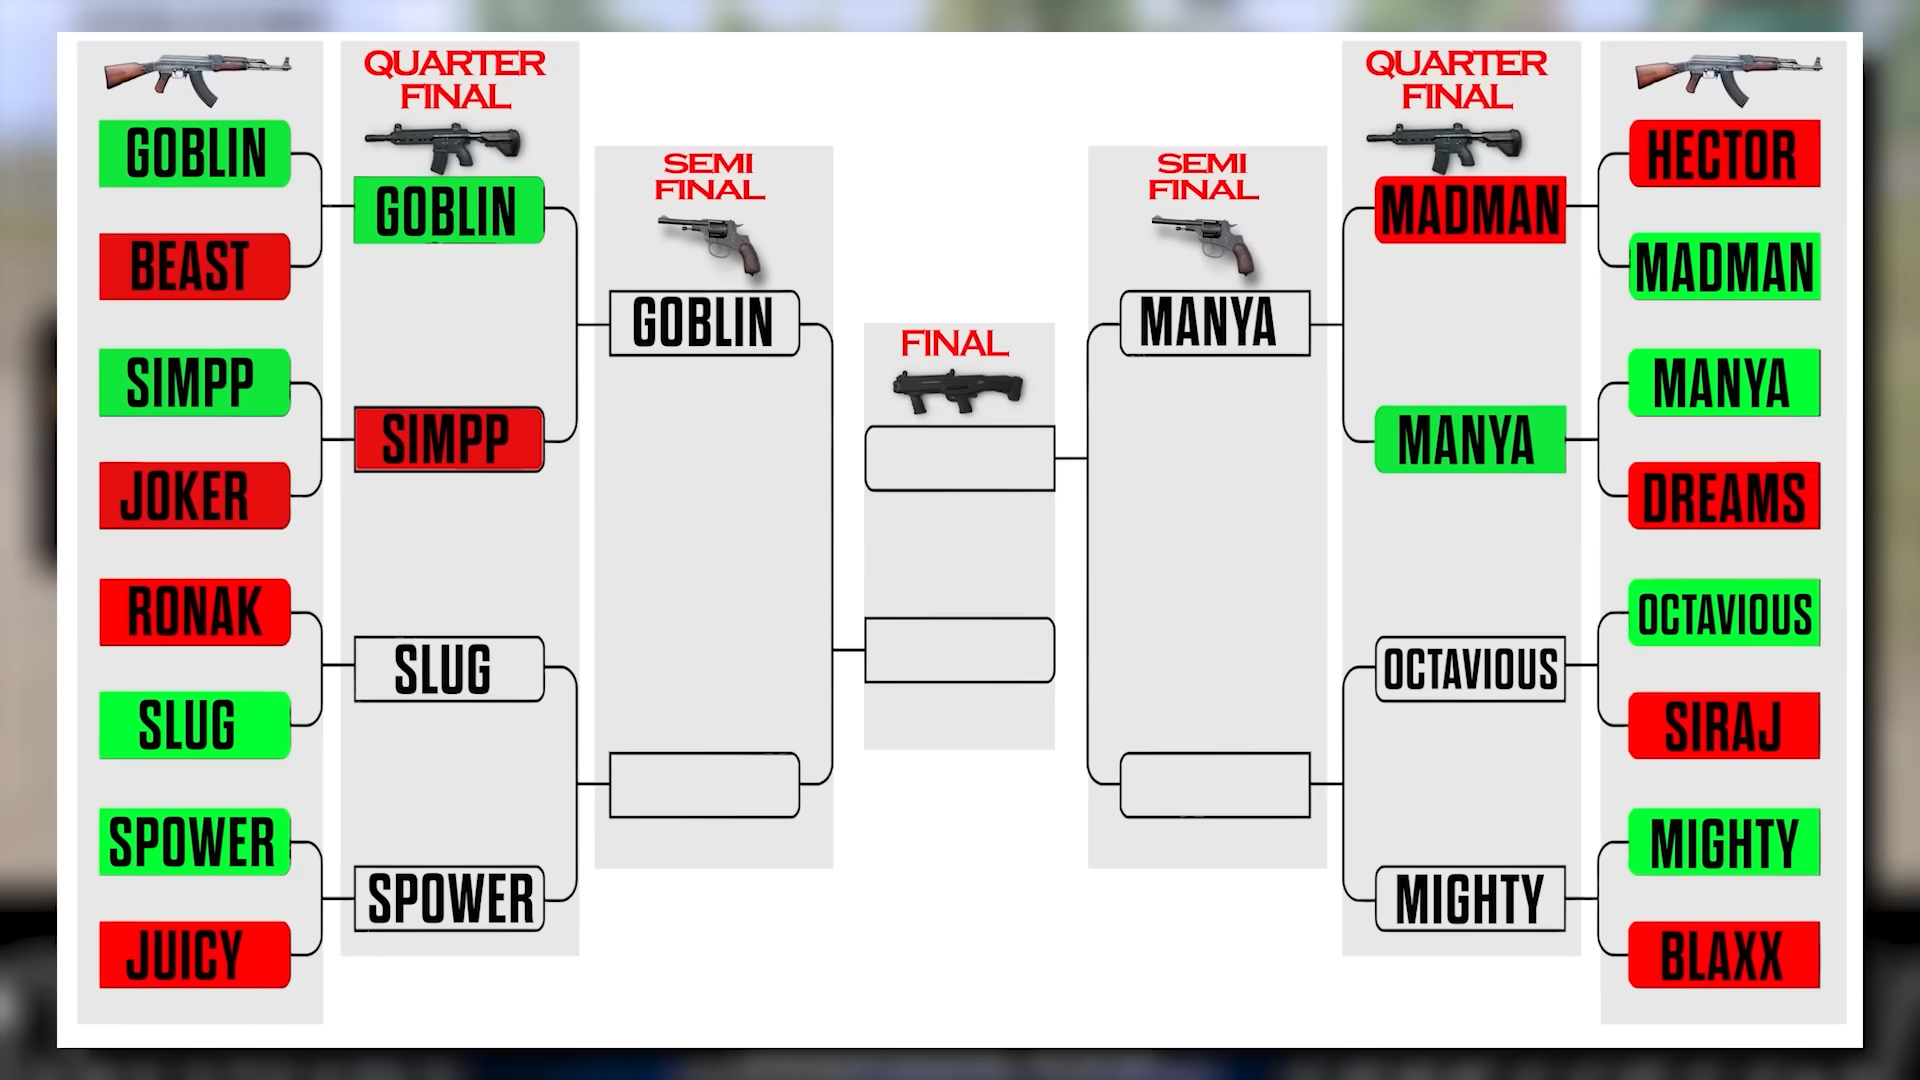 GOBLIN
BEAST
SIMPP
JOKER
RONAK
SLUG
SPOWER
JUICY
QUARTER
FINAL
GOBLIN
SIMPP
SLUG
SPOWER
SEMI
FINAL
GOBLIN
FINAL
SEMI
FINAL
MANYA
QUARTER
FINAL
MADMAN
MANYA
OCTAVIOUS
MIGHTY
HECTOR
MADMAN
MANYA
DREAMS
OCTAVIOUS
SIRAJ
MIGHTY
BLAXX